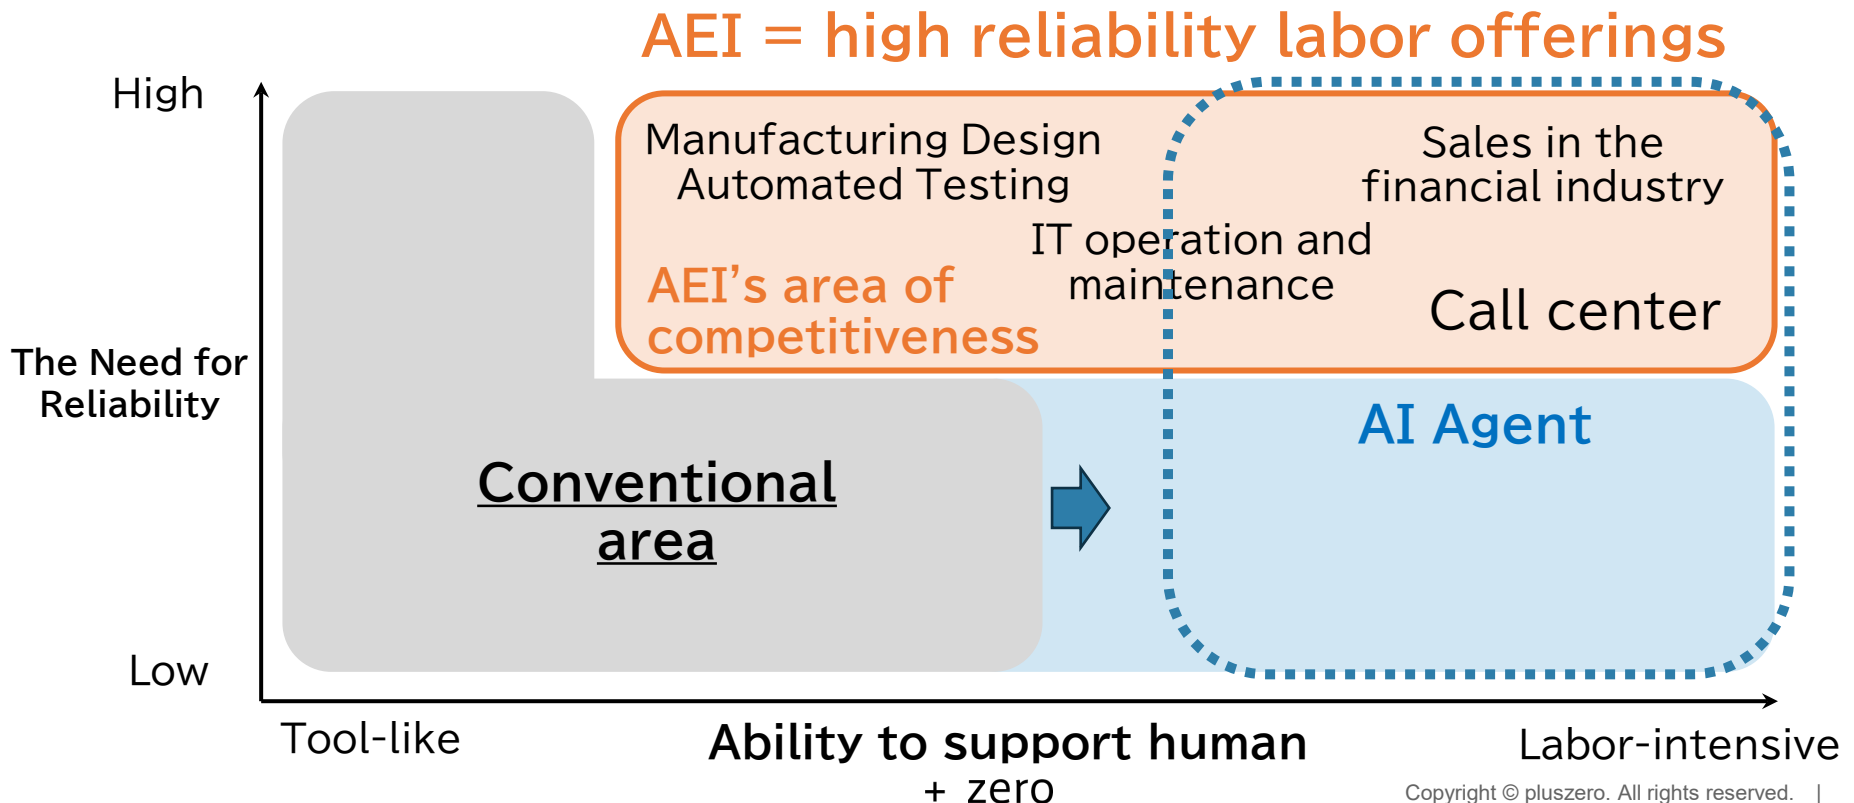 AEI = high reliability labor offerings
High
Manufacturing Design
Automated Testing
Sales in the
financial industry
IT operation and
maintenance
AEI’s area of
competitiveness
Call center
The Need for
Reliability
AI Agent
Conventional
area
Low
Tool-like
Ability to support human
Labor-intensive
+ zero
Copyright © pluszero. All rights reserved. |